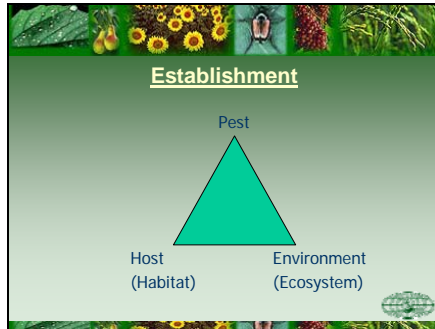 Establishment
Pest
Host
(Habitat)
Environment
(Ecosystem)